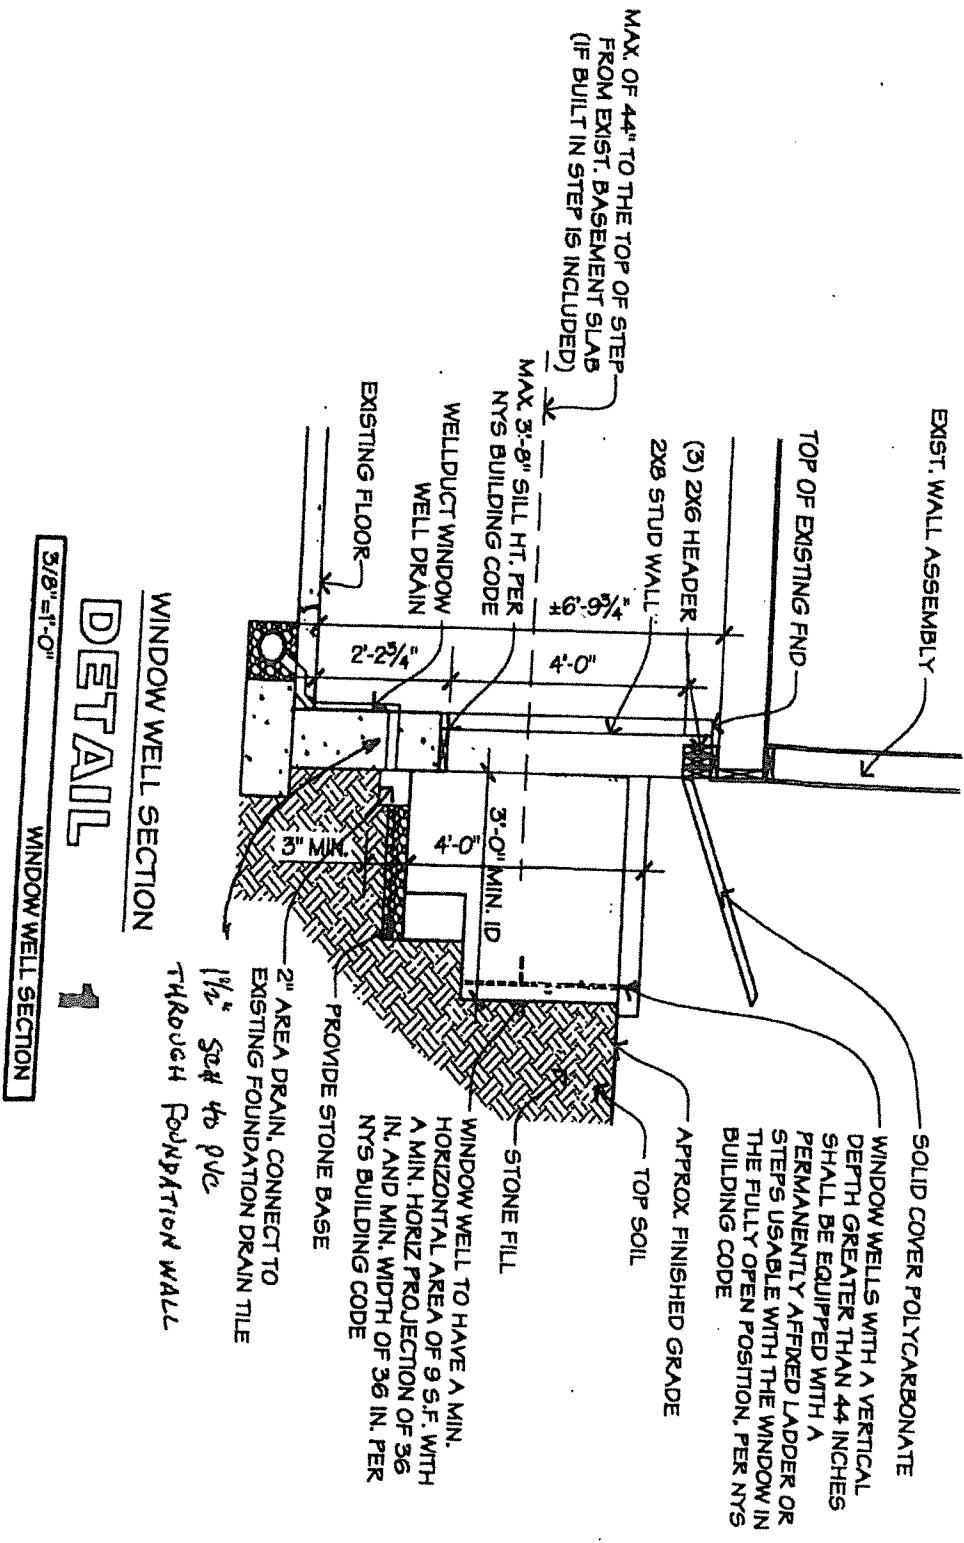 MAX. OF 44" TO THE TOP OF STEP
FROM EXIST. BASEMENT SLAB
(IF BUILT IN STEP IS INCLUDED)
EXIST. WALL ASSEMBLY
TOP OF EXISTING FND
(3) 2X6 HEADER
2X8 STUD WALL
MAX. 3'-8" SILL HT. PER
NYS BUILDING CODE
WELLDUCT WINDOW
WELL DRAIN
EXISTING FLOOR
±6'-9¾"
2'-2¾"
4'-0"
3'-0" MIN. ID
4'-0"
3" MIN.
SOLID COVER POLYCARBONATE
WINDOW WELLS WITH A VERTICAL
DEPTH GREATER THAN 44 INCHES
SHALL BE EQUIPPED WITH A
PERMANENTLY AFFIXED LADDER OR
STEPS USABLE WITH THE WINDOW IN
THE FULLY OPEN POSITION, PER NYS
BUILDING CODE
APPROX. FINISHED GRADE
TOP SOIL
STONE FILL
WINDOW WELL TO HAVE A MIN.
HORIZONTAL AREA OF 9 S.F. WITH
A MIN. HORIZ PROJECTION OF 36
IN. AND MIN. WIDTH OF 36 IN. PER
NYS BUILDING CODE
PROVIDE STONE BASE
2" AREA DRAIN. CONNECT TO
EXISTING FOUNDATION DRAIN TILE
1½" SCH 40 PVC
THROUGH FOUNDATION WALL
WINDOW WELL SECTION
DETAIL 1
3/8"=1'-0" WINDOW WELL SECTION